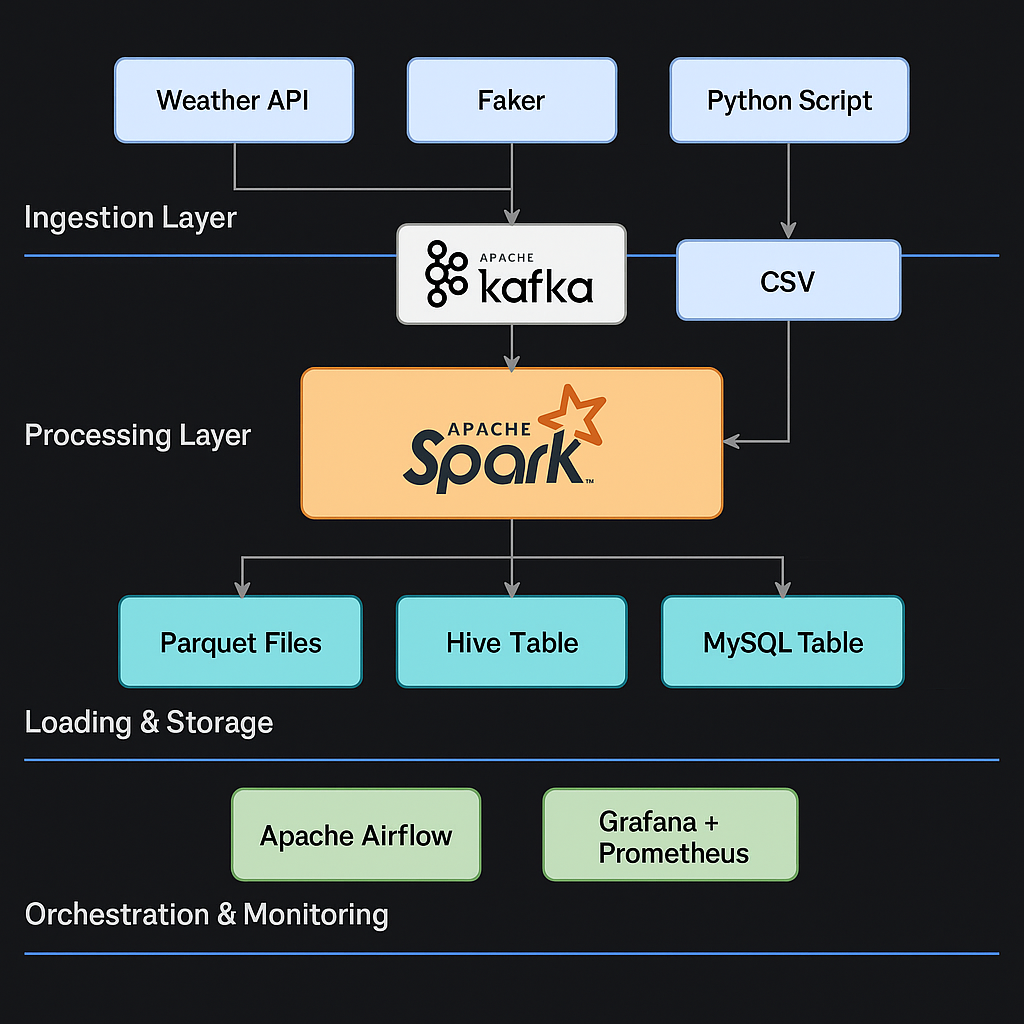 Weather API
Faker
Python Script
Ingestion Layer
APACHE
kafka
CSV
Processing Layer
APACHE
Spark™
Parquet Files
Hive Table
MySQL Table
Loading & Storage
Apache Airflow
Grafana +
Prometheus
Orchestration & Monitoring